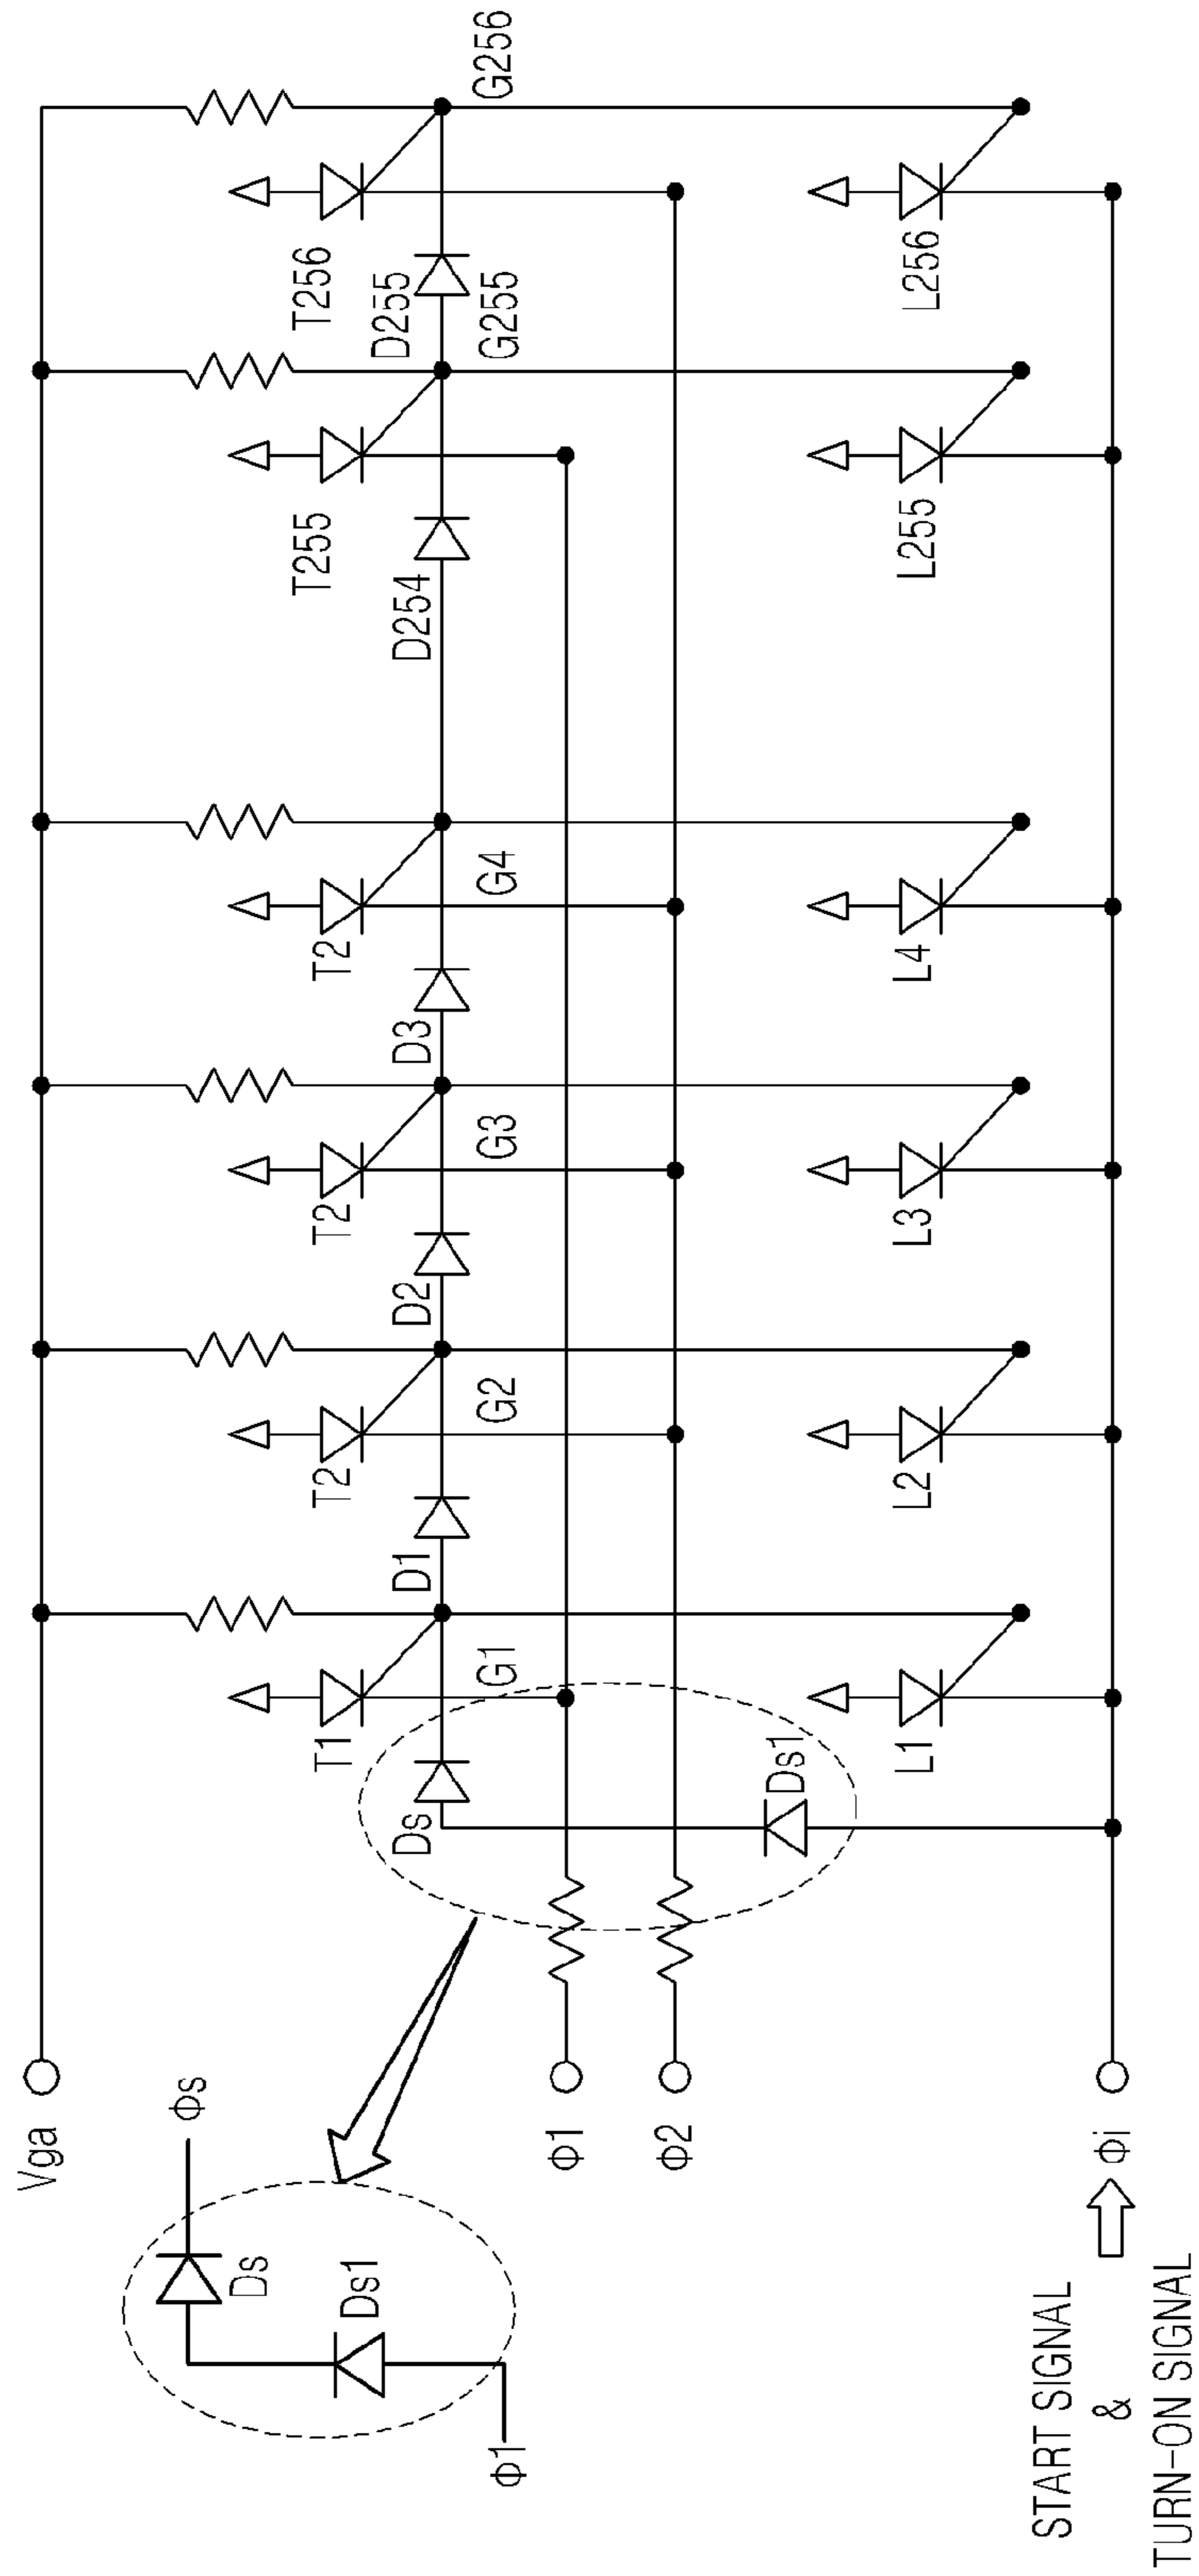 Vga
T1
T2
T2
T2
T255
T256
Ds
D1
D2
D3
D254
D255
G1
G2
G3
G4
G255
G256
Φs
Ds
Ds1
Φ1
Φ1
Φ2
Ds1
L1
L2
L3
L4
L255
L256
START SIGNAL
&
TURN-ON SIGNAL
Φi